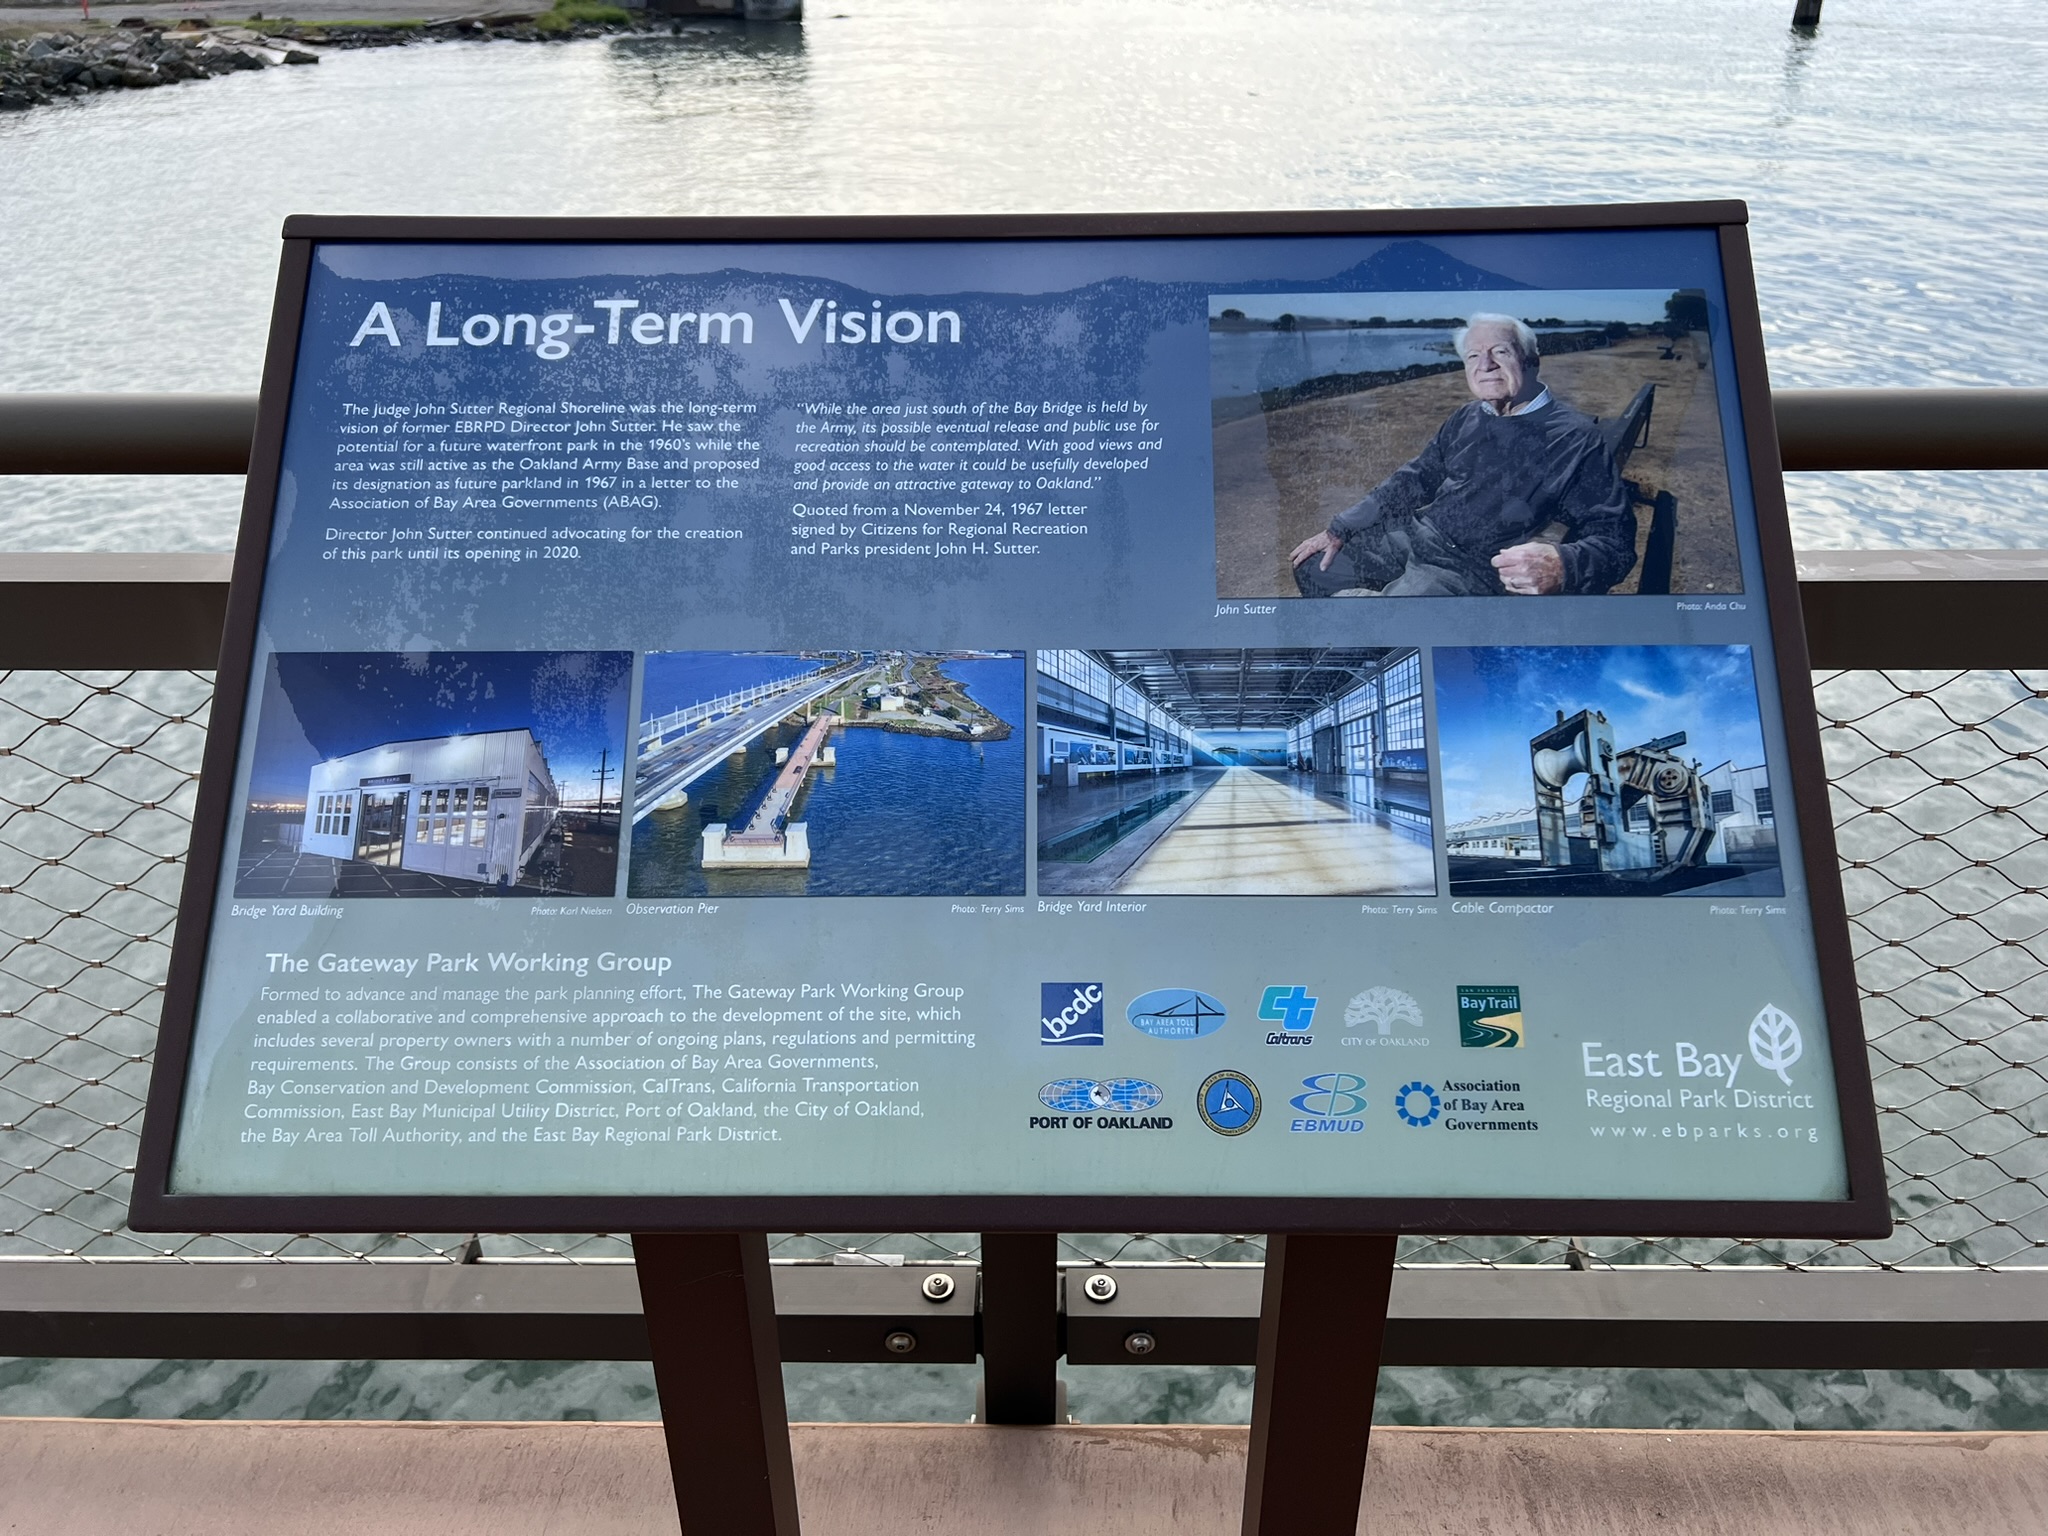 A Long-Term Vision
The Judge John Sutter Regional Shoreline was the long-term
vision of former EBRPD Director John Sutter. He saw the
potential for a future waterfront park in the 1960's while the
area was still active as the Oakland Army Base and proposed
its designation as future parkland in 1967 in a letter to the
Association of Bay Area Governments (ABAG).
Director John Sutter continued advocating for the creation
of this park until its opening in 2020.
"While the area just south of the Bay Bridge is held by
the Army, its possible eventual release and public use for
recreation should be contemplated. With good views and
good access to the water it could be usefully developed
and provide an attractive gateway to Oakland."
Quoted from a November 24, 1967 letter
signed by Citizens for Regional Recreation
and Parks president John H. Sutter.
John Sutter
Photo: Anda Chu
BRIDGE YARD
Bridge Yard Building
Photo: Karl Nielsen
Observation Pier
Photo: Terry Sims
Bridge Yard Interior
Photo: Terry Sims
Cable Compactor
Photo: Terry Sims
The Gateway Park Working Group
Formed to advance and manage the park planning effort, The Gateway Park Working Group
enabled a collaborative and comprehensive approach to the development of the site, which
includes several property owners with a number of ongoing plans, regulations and permitting
requirements. The Group consists of the Association of Bay Area Governments,
Bay Conservation and Development Commission, CalTrans, California Transportation
Commission, East Bay Municipal Utility District, Port of Oakland, the City of Oakland,
the Bay Area Toll Authority, and the East Bay Regional Park District.
bcdc
BAY AREA TOLL
AUTHORITY
ct
Caltrans
CITY OF OAKLAND
SAN FRANCISCO
Bay Trail
PORT OF OAKLAND
STATE OF CALIFORNIA
EBMUD
Association
of Bay Area
Governments
East Bay
Regional Park District
www.ebparks.org